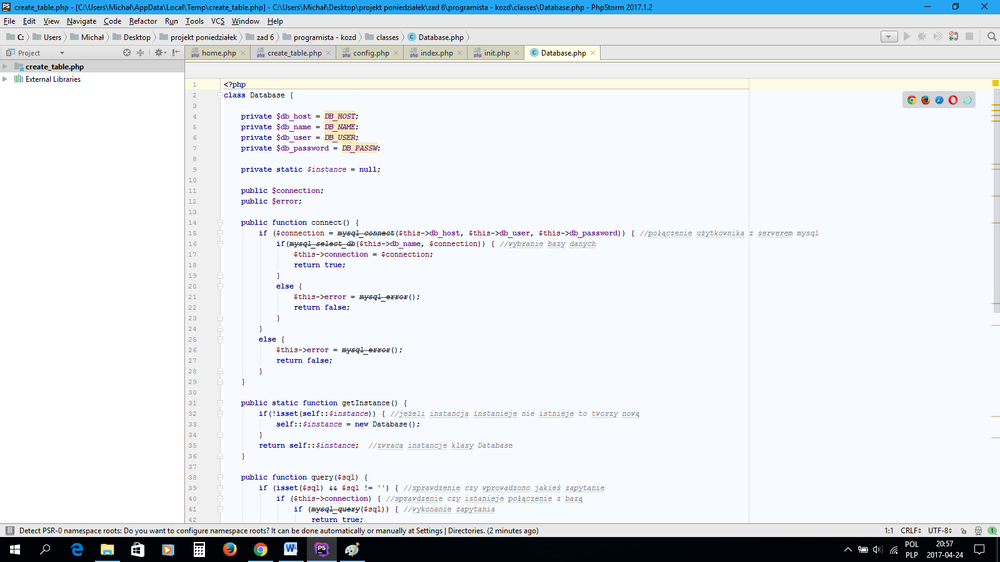 create_table.php - [C:\Users\Michał\AppData\Local\Temp\create_table.php] - C:\Users\Michał\Desktop\projekt poniedziałek\zad 6\programista - kozd\classes\Database.php - PhpStorm 2017.1.2
File Edit View Navigate Code Refactor Run Tools VCS Window Help
C: Users Michał Desktop projekt poniedziałek zad 6 programista - kozd classes Database.php
Project home.php create_table.php config.php index.php init.php Database.php
create_table.php
External Libraries
1 <?php
2 class Database {
3
4 private $db_host = DB_HOST;
5 private $db_name = DB_NAME;
6 private $db_user = DB_USER;
7 private $db_password = DB_PASSW;
8
9 private static $instance = null;
10
11 public $connection;
12 public $error;
13
14 public function connect() {
15 if ($connection = mysql_connect($this->db_host, $this->db_user, $this->db_password)) { //połączenie użytkownika z serwerem mysql
16 if(mysql_select_db($this->db_name, $connection)) { //wybranie bazy danych
17 $this->connection = $connection;
18 return true;
19 }
20 else {
21 $this->error = mysql_error();
22 return false;
23 }
24 }
25 else {
26 $this->error = mysql_error();
27 return false;
28 }
29 }
30
31 public static function getInstance() {
32 if(!isset(self::$instance)) { //jeżeli instancja instanieje nie istnieje to tworzy nową
33 self::$instance = new Database();
34 }
35 return self::$instance; //zwraca instancje klasy Database
36 }
37
38 public function query($sql) {
39 if (isset($sql) && $sql != '') { //sprawdzenie czy wprowadzono jakieś zapytanie
40 if ($this->connection) { //sprawdzenie czy istanieje połączenie z bazą
41 if (mysql_query($sql)) { //wykonanie zapytania
42 return true;
Detect PSR-0 namespace roots: Do you want to configure namespace roots? It can be done automatically or manually at Settings | Directories. (2 minutes ago) 1:1 CRLF UTF-8 1
POL 20:57
PLP 2017-04-24